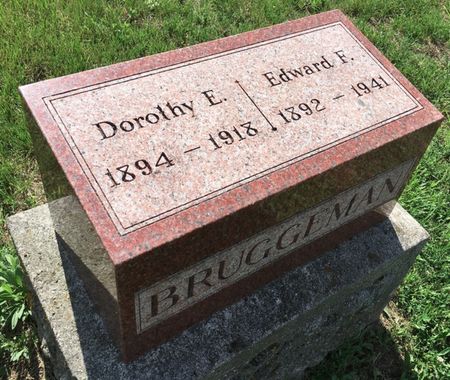 Dorothy E.
1894 - 1918
Edward F.
1892 - 1941
BRUGGEMAN